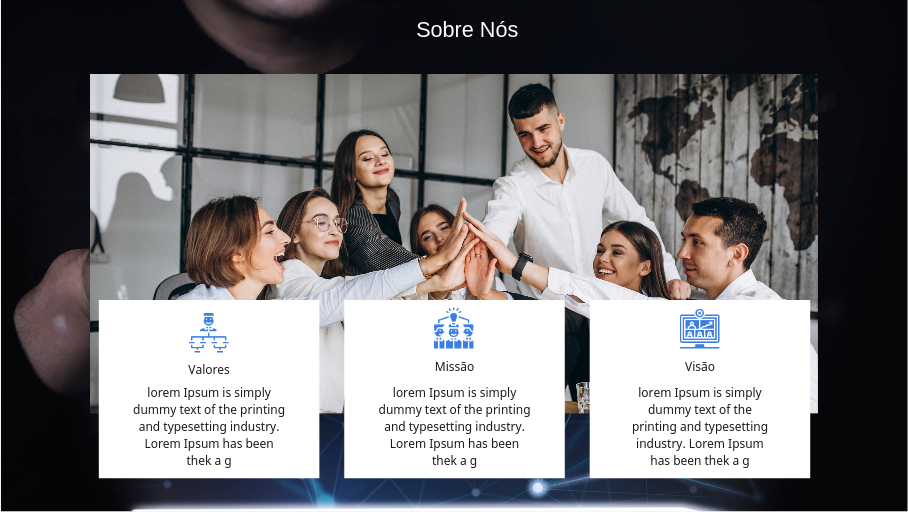 Sobre Nós
Valores
lorem Ipsum is simply
dummy text of the printing
and typesetting industry.
Lorem Ipsum has been
thek a g
Missão
lorem Ipsum is simply
dummy text of the printing
and typesetting industry.
Lorem Ipsum has been
thek a g
Visão
lorem Ipsum is simply
dummy text of the
printing and typesetting
industry. Lorem Ipsum
has been thek a g